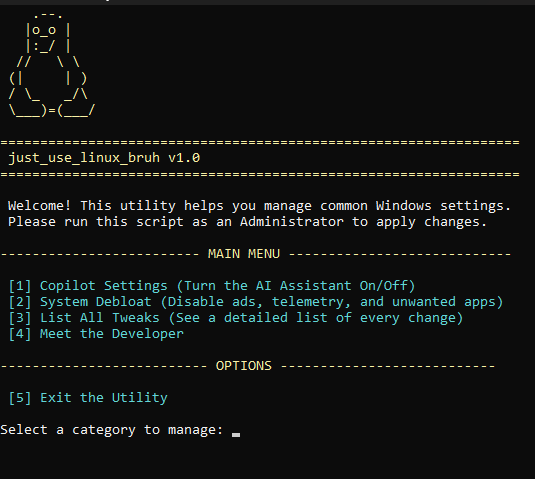 .--.
|o_o |
|:_/ |
//   \ \
(|     | )
/ \_   _/\
\___)=(___/
=================================================================
just_use_linux_bruh v1.0
=================================================================
Welcome! This utility helps you manage common Windows settings.
Please run this script as an Administrator to apply changes.
------------------------- MAIN MENU ----------------------------
[1] Copilot Settings (Turn the AI Assistant On/Off)
[2] System Debloat (Disable ads, telemetry, and unwanted apps)
[3] List All Tweaks (See a detailed list of every change)
[4] Meet the Developer
-------------------------- OPTIONS ---------------------------
[5] Exit the Utility
Select a category to manage: _